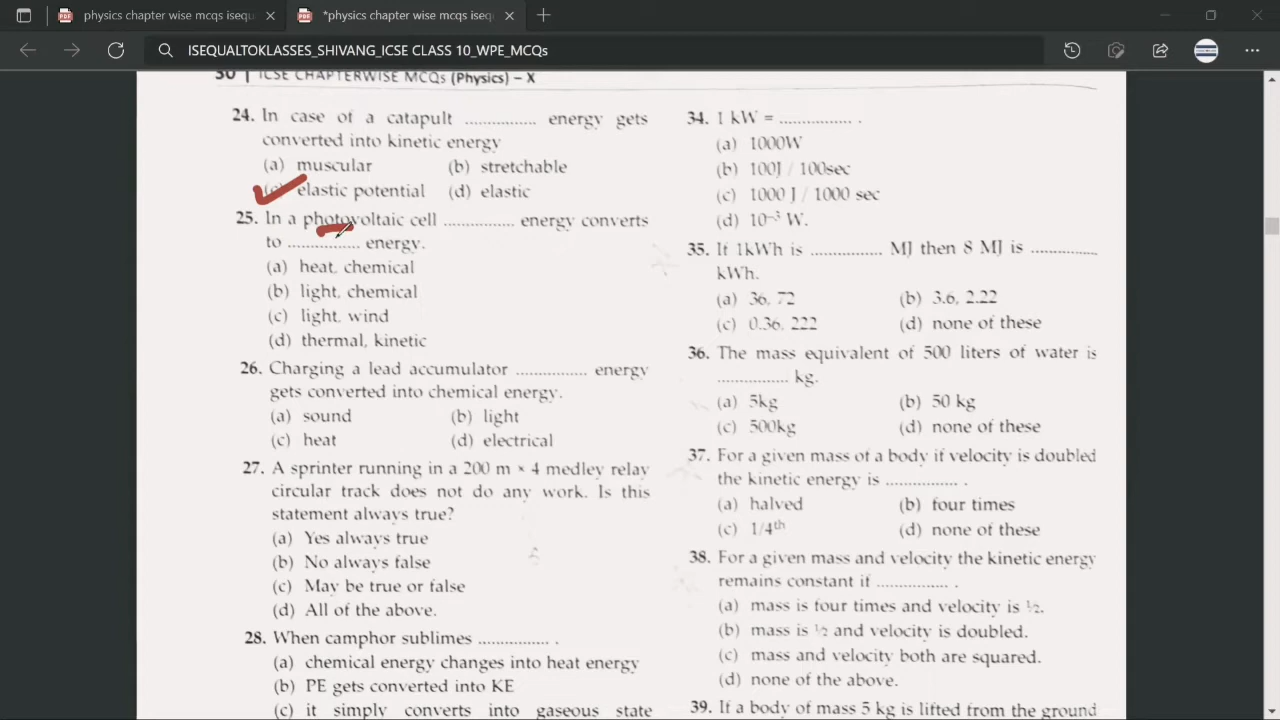 physics chapter wise mcqs isequ
*physics chapter wise mcqs iseq
ISEQUALTOKLASSES_SHIVANG_ICSE CLASS 10_WPE_MCQs
30 | ICSE CHAPTERWISE MCQs (Physics) – X
24. In case of a catapult .............. energy gets
converted into kinetic energy
(a) muscular (b) stretchable
(c) elastic potential (d) elastic
25. In a photovoltaic cell .............. energy converts
to .............. energy.
(a) heat, chemical
(b) light, chemical
(c) light, wind
(d) thermal, kinetic
26. Charging a lead accumulator .............. energy
gets converted into chemical energy.
(a) sound (b) light
(c) heat (d) electrical
27. A sprinter running in a 200 m × 4 medley relay
circular track does not do any work. Is this
statement always true?
(a) Yes always true
(b) No always false
(c) May be true or false
(d) All of the above.
28. When camphor sublimes .............. .
(a) chemical energy changes into heat energy
(b) PE gets converted into KE
(c) it simply converts into gaseous state
34. 1 kW = .............. .
(a) 1000W
(b) 100J / 100sec
(c) 1000 J / 1000 sec
(d) 10⁻³ W.
35. If 1kWh is .............. MJ then 8 MJ is ..............
kWh.
(a) 36, 72 (b) 3.6, 2.22
(c) 0.36, 222 (d) none of these
36. The mass equivalent of 500 liters of water is
.............. kg.
(a) 5kg (b) 50 kg
(c) 500kg (d) none of these
37. For a given mass of a body if velocity is doubled
the kinetic energy is .............. .
(a) halved (b) four times
(c) 1/4ᵗʰ (d) none of these
38. For a given mass and velocity the kinetic energy
remains constant if .............. .
(a) mass is four times and velocity is ½.
(b) mass is ½ and velocity is doubled.
(c) mass and velocity both are squared.
(d) none of the above.
39. If a body of mass 5 kg is lifted from the ground